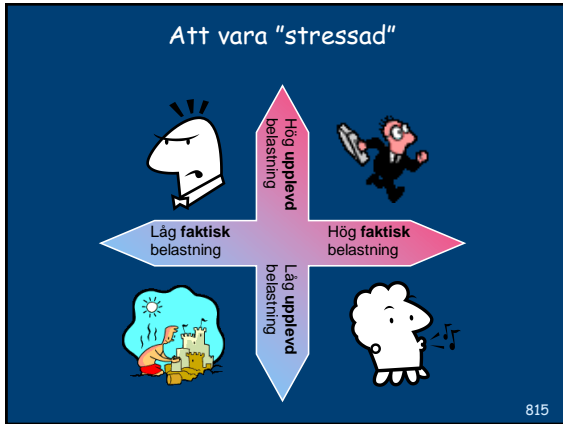 Att vara ”stressad”
Hög upplevd
belastning
Låg faktisk
belastning
Hög faktisk
belastning
Låg upplevd
belastning
815